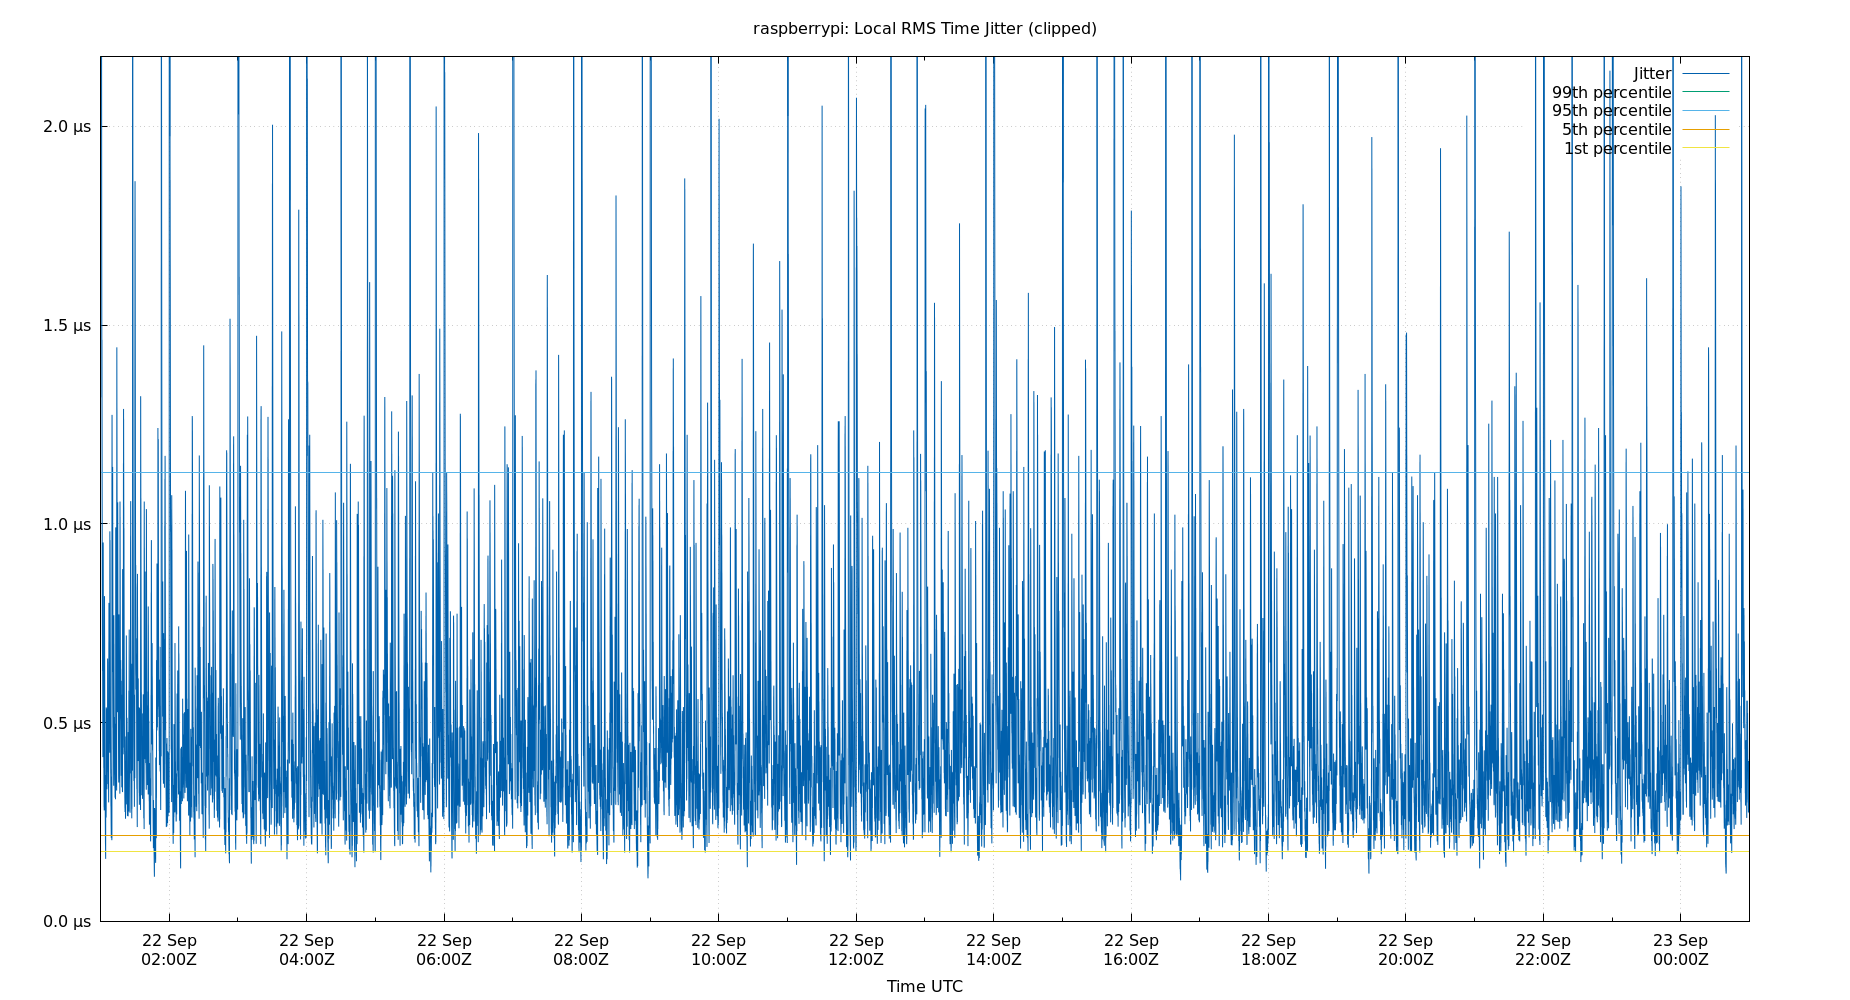 raspberrypi: Local RMS Time Jitter (clipped)
Jitter
99th percentile
95th percentile
5th percentile
1st percentile
2.0 µs
1.5 µs
1.0 µs
0.5 µs
0.0 µs
22 Sep 22 Sep 22 Sep 22 Sep 22 Sep 22 Sep 22 Sep 22 Sep 22 Sep 22 Sep 22 Sep 23 Sep
02:00Z 04:00Z 06:00Z 08:00Z 10:00Z 12:00Z 14:00Z 16:00Z 18:00Z 20:00Z 22:00Z 00:00Z
Time UTC